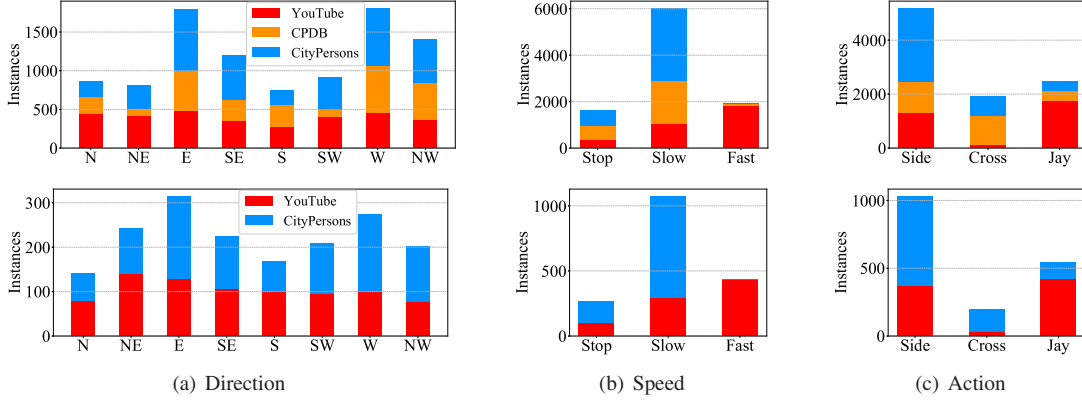 Instances
1500
1000
500
0
YouTube
CPDB
CityPersons
N NE E SE S SW W NW
Instances
6000
4000
2000
0
Stop Slow Fast
Instances
4000
2000
0
Side Cross Jay
Instances
300
200
100
0
YouTube
CityPersons
N NE E SE S SW W NW
Instances
1000
500
0
Stop Slow Fast
Instances
1000
500
0
Side Cross Jay
(a) Direction
(b) Speed
(c) Action